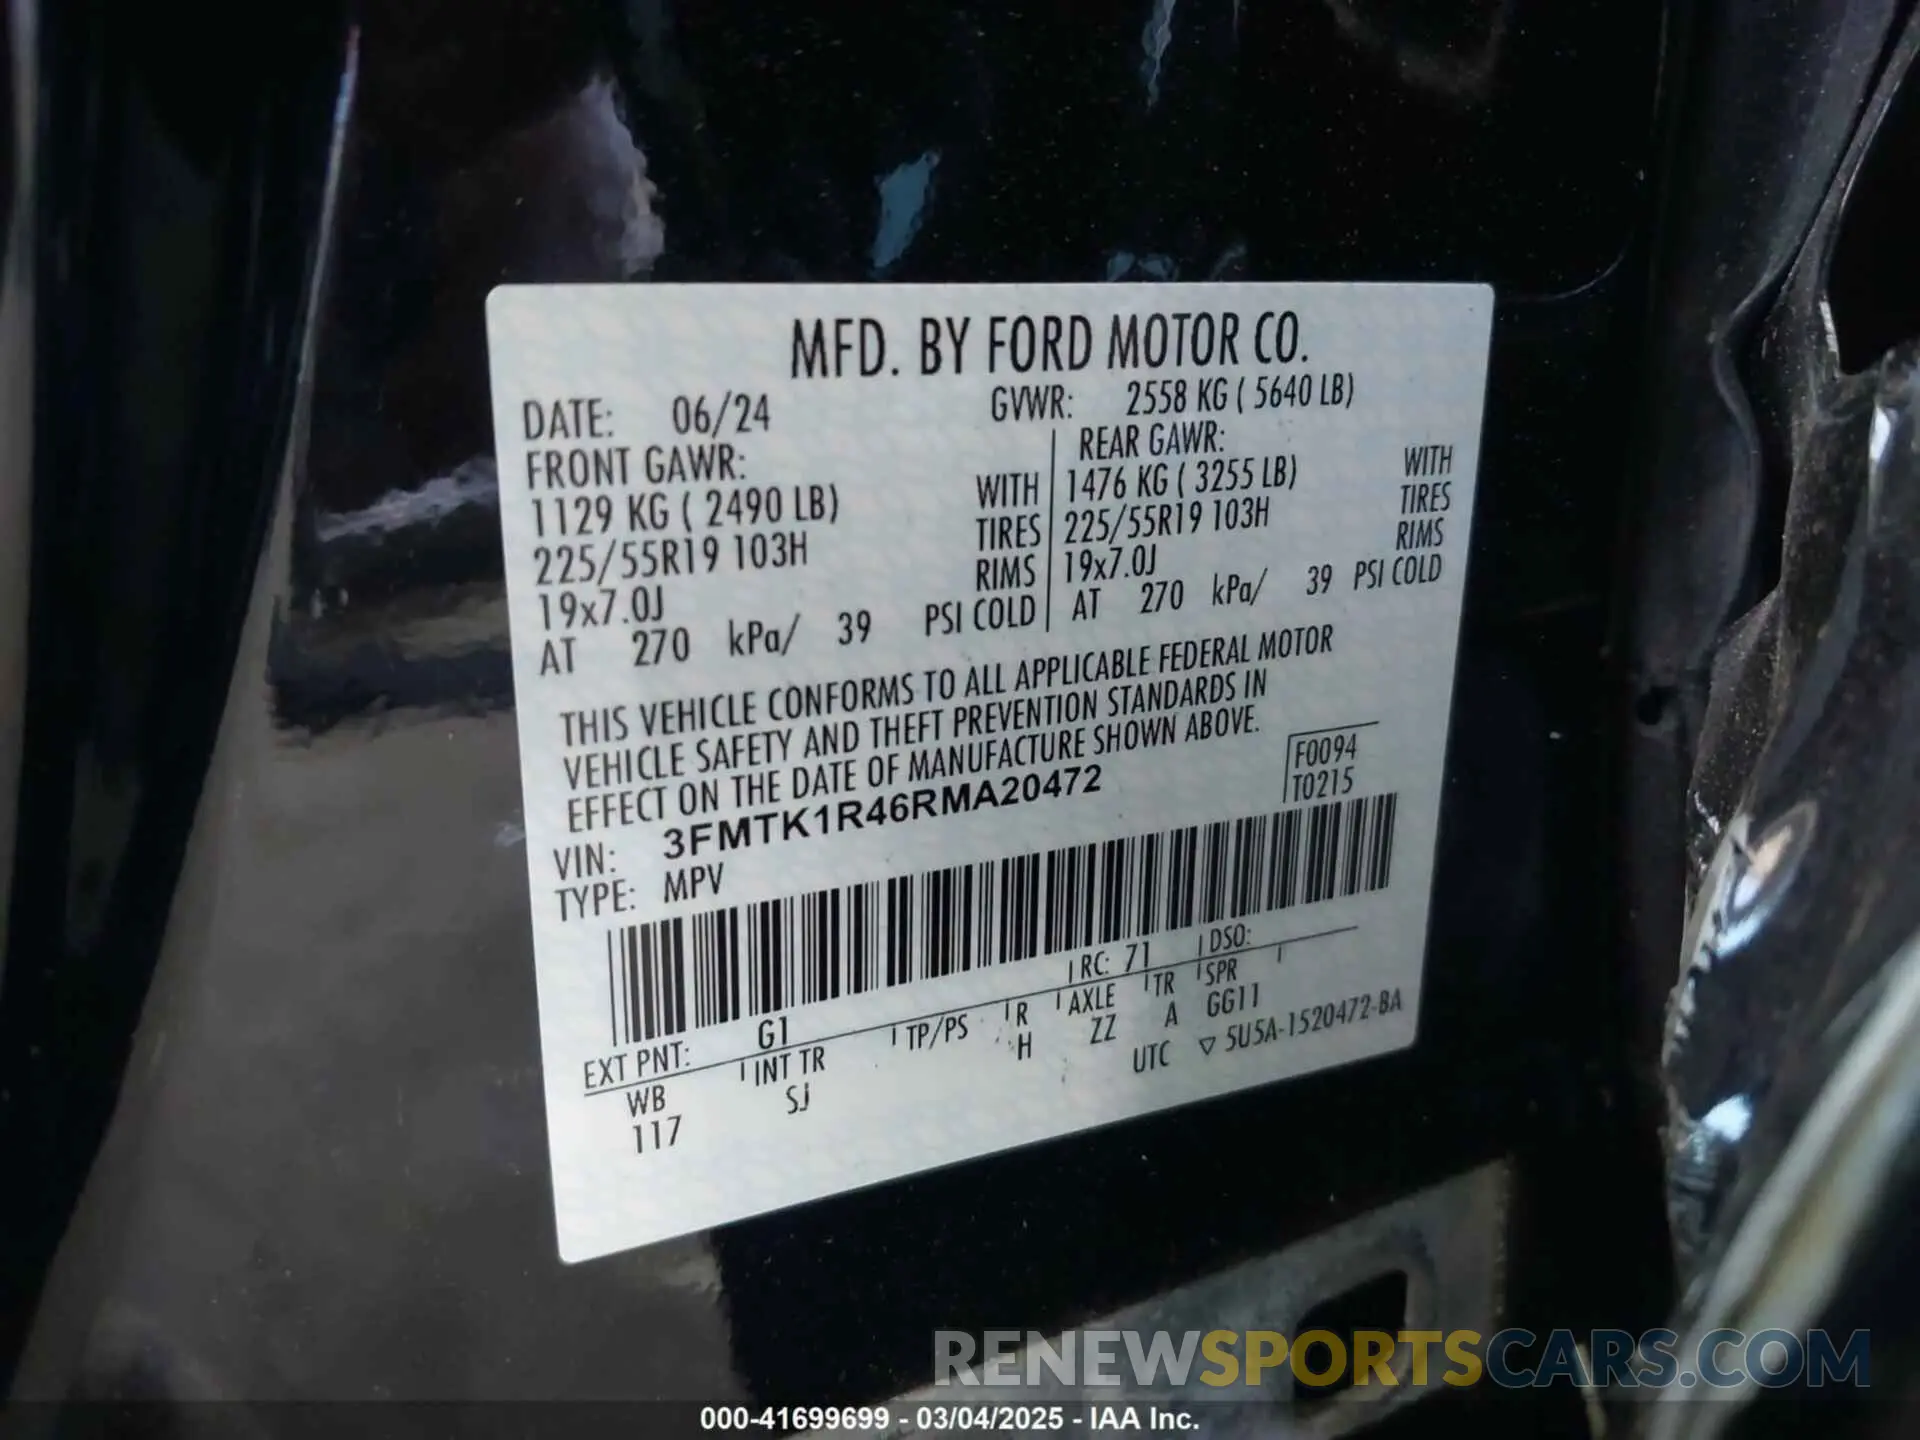 MFD. BY FORD MOTOR CO.
DATE: 06/24 GVWR: 2558 KG ( 5640 LB)
FRONT GAWR: REAR GAWR:
1129 KG ( 2490 LB) WITH 1476 KG ( 3255 LB) WITH
225/55R19 103H TIRES 225/55R19 103H TIRES
19x7.0J RIMS 19x7.0J RIMS
AT 270 kPa/ 39 PSI COLD AT 270 kPa/ 39 PSI COLD
THIS VEHICLE CONFORMS TO ALL APPLICABLE FEDERAL MOTOR
VEHICLE SAFETY AND THEFT PREVENTION STANDARDS IN
EFFECT ON THE DATE OF MANUFACTURE SHOWN ABOVE.
VIN: 3FMTK1R46RMA20472 F0094
TYPE: MPV T0215
EXT PNT: G1 RC: 71 DSO:
WB INT TR TP/PS R AXLE TR SPR
117 SJ H ZZ A GG11
UTC ▽ 5U5A-1520472-BA
RENEWSPORTSCARS.COM
000-41699699 - 03/04/2025 - IAA Inc.